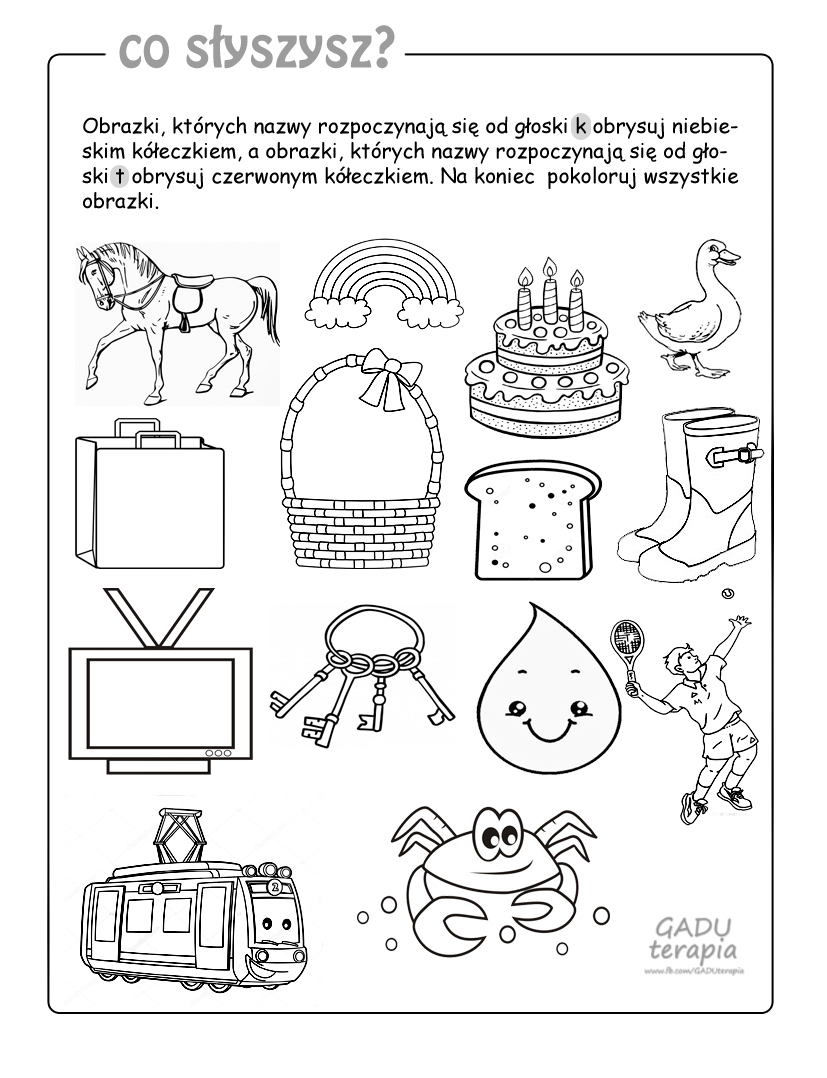 co słyszysz?
Obrazki, których nazwy rozpoczynają się od głoski k obrysuj niebie-
skim kółeczkiem, a obrazki, których nazwy rozpoczynają się od gło-
ski t obrysuj czerwonym kółeczkiem. Na koniec pokoloruj wszystkie
obrazki.
2
GADU
terapia
www.fb.com/GADUterapia